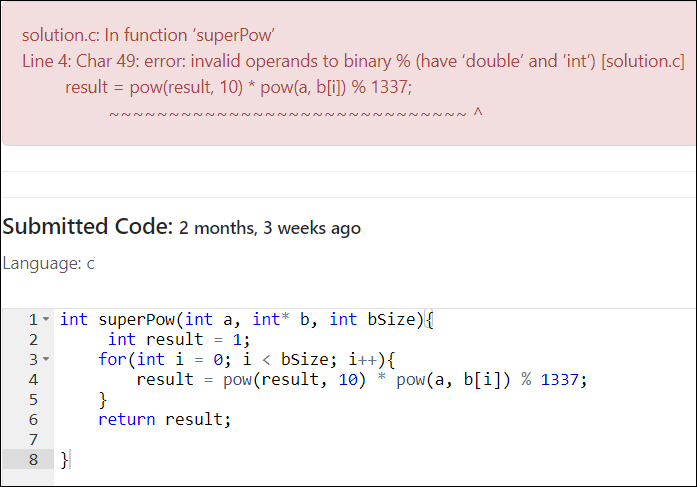 solution.c: In function ‘superPow’
Line 4: Char 49: error: invalid operands to binary % (have ‘double’ and ‘int’) [solution.c]
result = pow(result, 10) * pow(a, b[i]) % 1337;
~~~~~~~~~~~~~~~~~~~~~~~~~~~~~~ ^
Submitted Code: 2 months, 3 weeks ago
Language: c
1 int superPow(int a, int* b, int bSize){
2      int result = 1;
3     for(int i = 0; i < bSize; i++){
4         result = pow(result, 10) * pow(a, b[i]) % 1337;
5     }
6     return result;
7
8 }